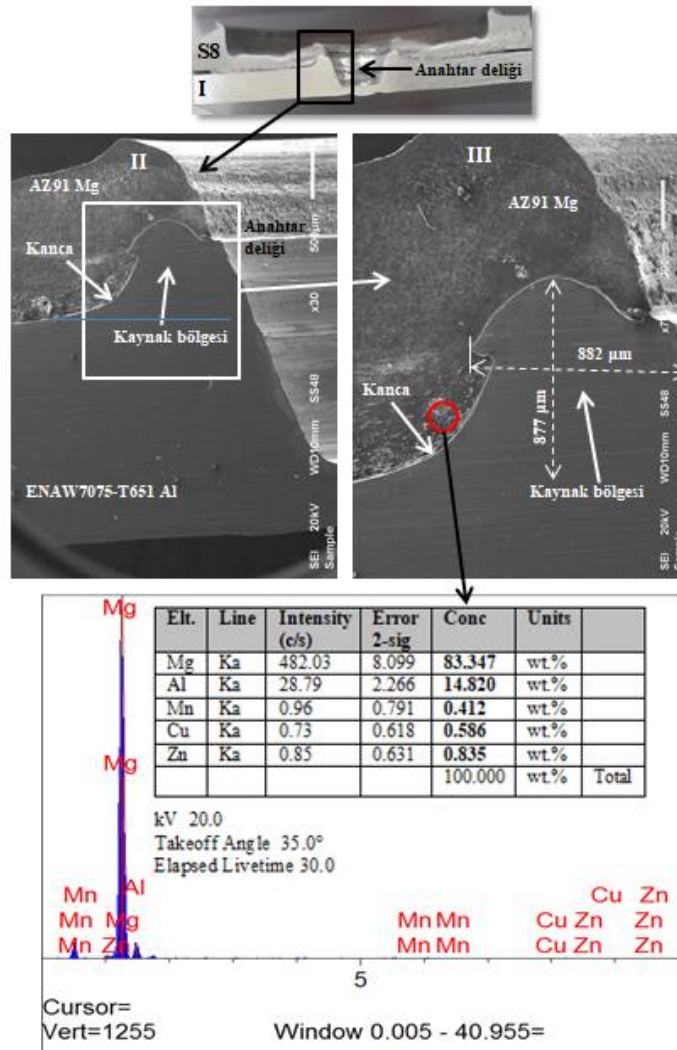 S8
Anahtar deliği
I
II
AZ91 Mg
Anahtar
deliği
Kanca
Kaynak bölgesi
ENAW7075-T651 Al
500µm
x30
SS48
WD10mm
20kV
SEI
Sample
III
AZ91 Mg
882 µm
Kanca
877 µm
Kaynak bölgesi
x7
SS48
WD10mm
20kV
SEI
Sample
Mg
Elt. Line Intensity (c/s) Error 2-sig Conc Units
Mg Ka 482.03 8.099 83.347 wt.%
Al Ka 28.79 2.266 14.820 wt.%
Mn Ka 0.96 0.791 0.412 wt.%
Cu Ka 0.73 0.618 0.586 wt.%
Zn Ka 0.85 0.631 0.835 wt.%
100.000 wt.% Total
Mg
kV 20.0
Takeoff Angle 35.0°
Elapsed Livetime 30.0
Mn Al Cu Zn
Mn Mg Mn Mn Cu Zn Zn
Mn Zn Mn Mn Cu Zn Zn
5
Cursor=
Vert=1255 Window 0.005 - 40.955=